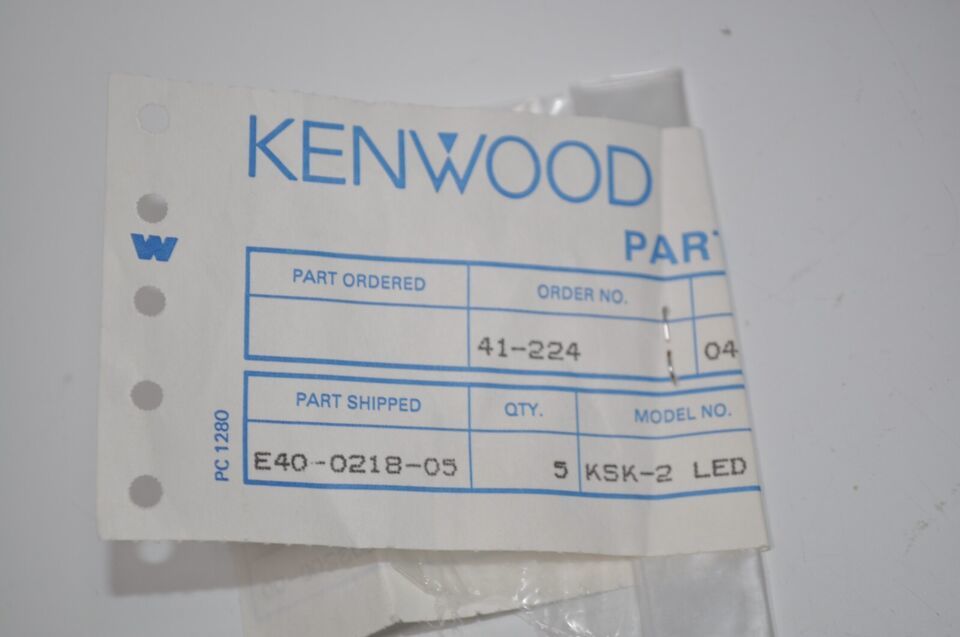 KENWOOD
W
PART
PART ORDERED ORDER NO.
41-224 04
PART SHIPPED QTY. MODEL NO.
E40-0218-05 5 KSK-2 LED
PC 1280